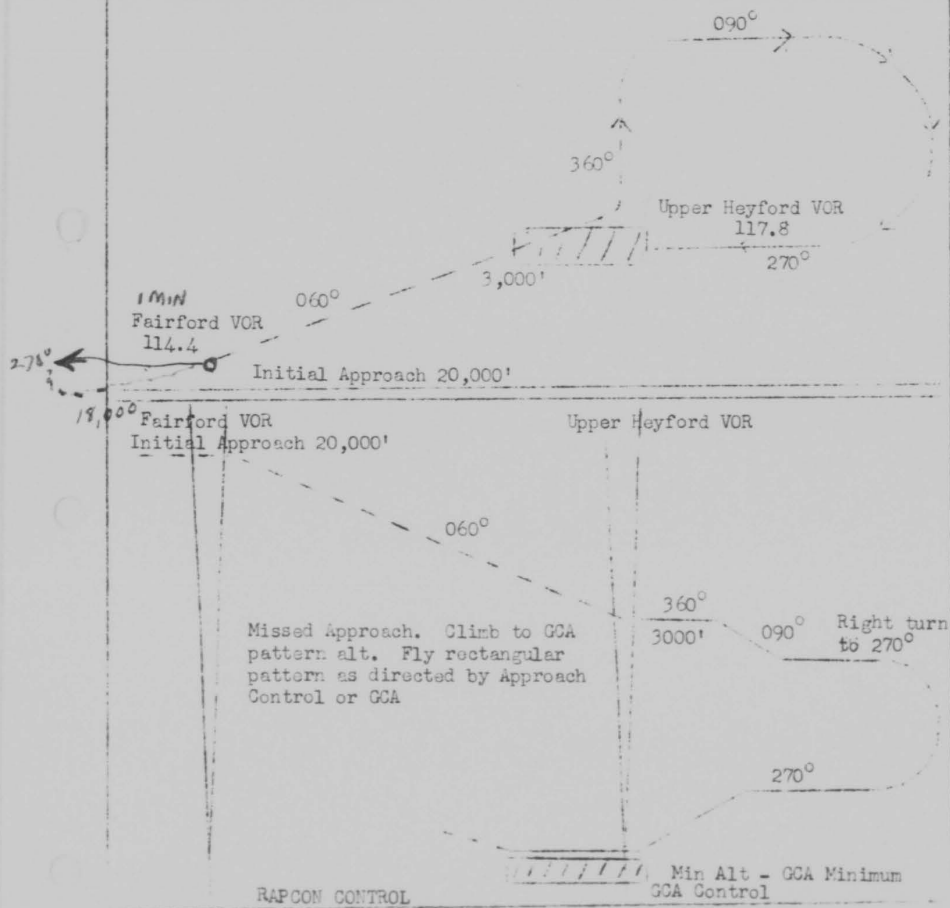 090°
360°
Upper Heyford VOR
117.8
270°
3,000'
060°
1 MIN
Fairford VOR
114.4
Initial Approach 20,000'
18,000
Fairford VOR
Initial Approach 20,000'
Upper Heyford VOR
060°
360°
3000'
090°
Right turn
to 270°
Missed Approach. Climb to GCA
pattern alt. Fly rectangular
pattern as directed by Approach
Control or GCA
270°
Min Alt - GCA Minimum
GCA Control
RAPCON CONTROL